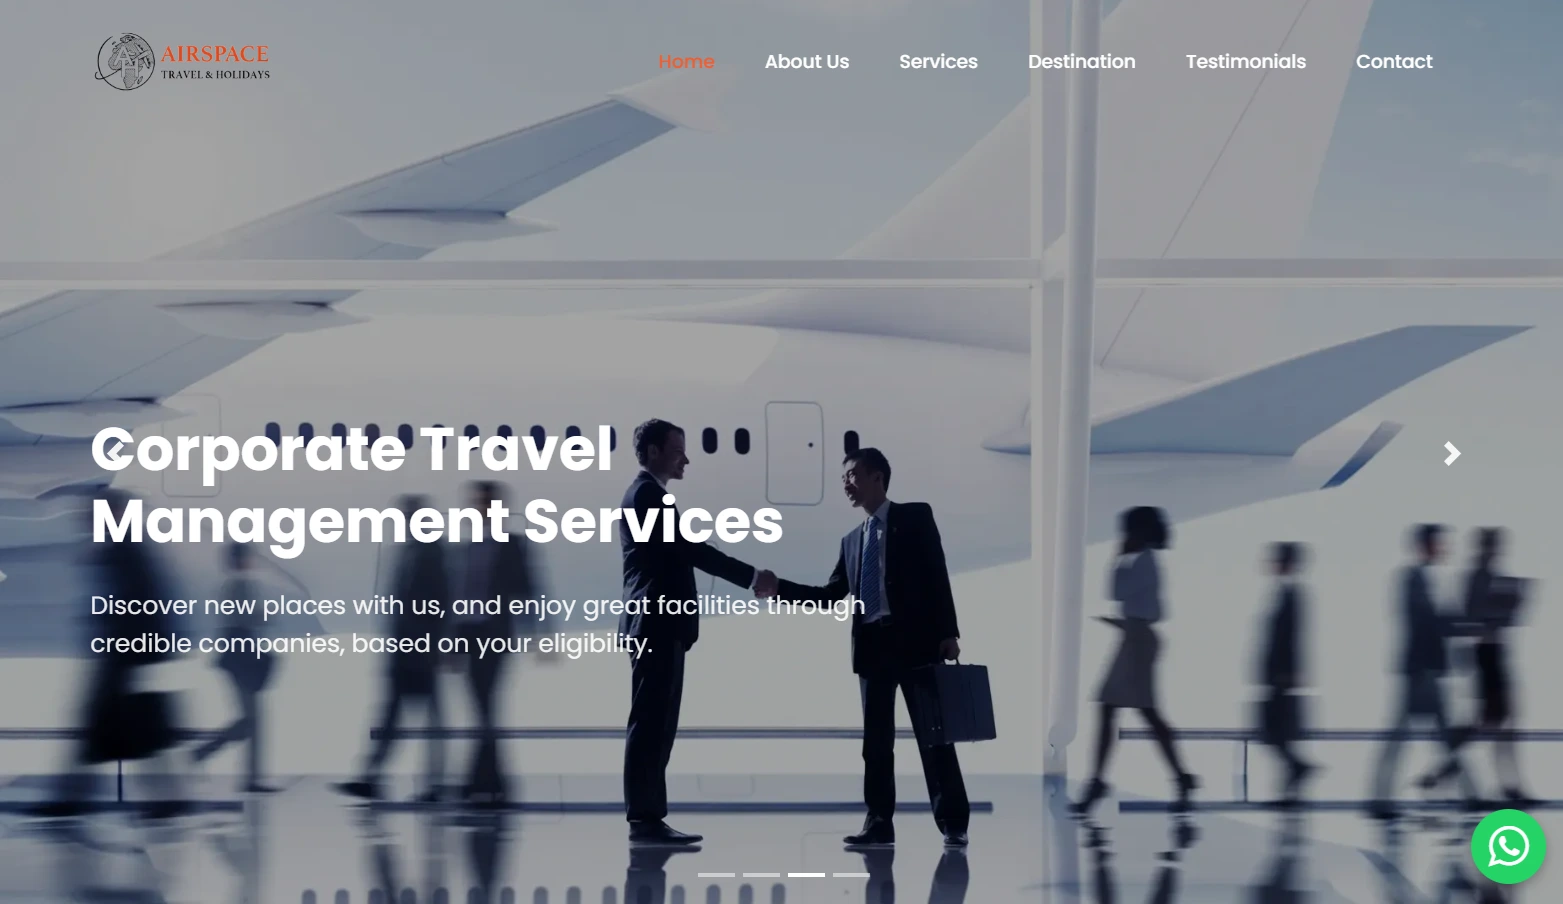 AIRSPACE
TRAVEL & HOLIDAYS
Home
About Us
Services
Destination
Testimonials
Contact
Corporate Travel
Management Services
Discover new places with us, and enjoy great facilities through
credible companies, based on your eligibility.